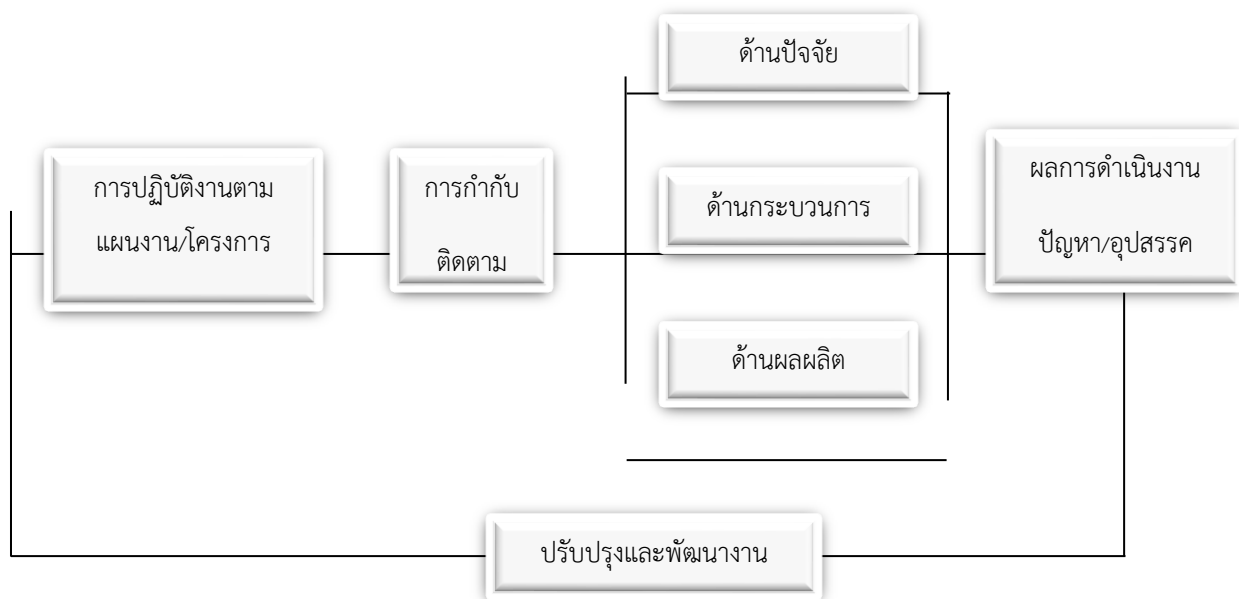 ด้านปัจจัย
การปฏิบัติงานตาม
แผนงาน/โครงการ
การกำกับ
ติดตาม
ด้านกระบวนการ
ผลการดำเนินงาน
ปัญหา/อุปสรรค
ด้านผลผลิต
ปรับปรุงและพัฒนางาน